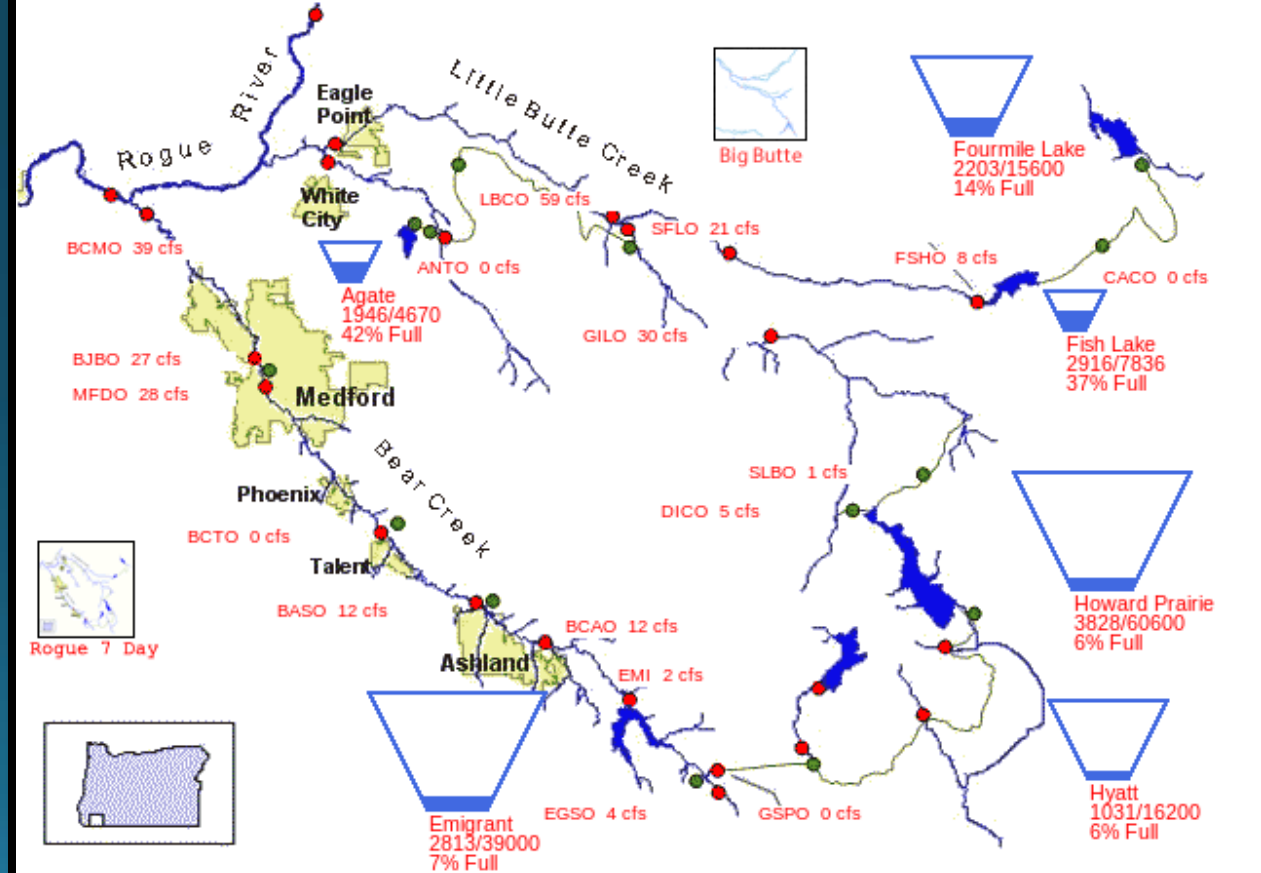 Rogue River
Little Butte Creek
Eagle
Point
White
City
Big Butte
Fourmile Lake
2203/15600
14% Full
LBCO 59 cfs
SFLO 21 cfs
BCMO 39 cfs
ANTO 0 cfs
FSHO 8 cfs
CACO 0 cfs
Agate
1946/4670
42% Full
GILO 30 cfs
Fish Lake
2916/7836
37% Full
BJBO 27 cfs
MFDO 28 cfs
Medford
Bear Creek
Phoenix
SLBO 1 cfs
DICO 5 cfs
BCTO 0 cfs
Talent
Howard Prairie
3828/60600
6% Full
BASO 12 cfs
BCAO 12 cfs
Rogue 7 Day
Ashland
EMI 2 cfs
EGSO 4 cfs
GSPO 0 cfs
Hyatt
1031/16200
6% Full
Emigrant
2813/39000
7% Full